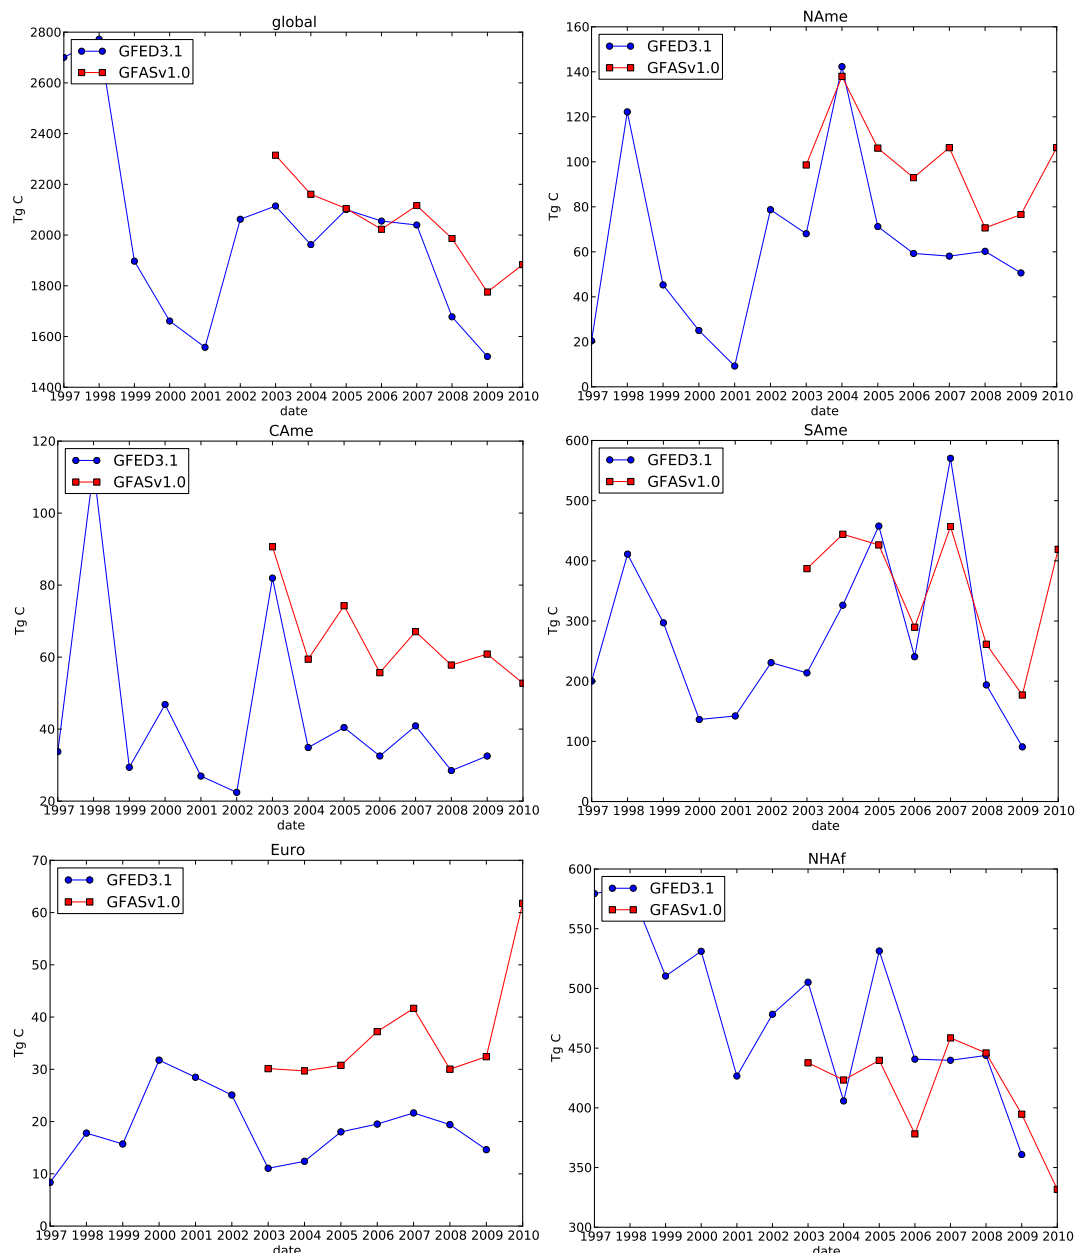 global
2800
2600
2400
2200
2000
1800
1600
1400
Tg C
GFED3.1
GFASv1.0
1997 1998 1999 2000 2001 2002 2003 2004 2005 2006 2007 2008 2009 2010
date
NAme
160
140
120
100
80
60
40
20
0
Tg C
GFED3.1
GFASv1.0
1997 1998 1999 2000 2001 2002 2003 2004 2005 2006 2007 2008 2009 2010
date
CAme
120
100
80
60
40
20
Tg C
GFED3.1
GFASv1.0
1997 1998 1999 2000 2001 2002 2003 2004 2005 2006 2007 2008 2009 2010
date
SAme
600
500
400
300
200
100
0
Tg C
GFED3.1
GFASv1.0
1997 1998 1999 2000 2001 2002 2003 2004 2005 2006 2007 2008 2009 2010
date
Euro
70
60
50
40
30
20
10
0
Tg C
GFED3.1
GFASv1.0
1997 1998 1999 2000 2001 2002 2003 2004 2005 2006 2007 2008 2009 2010
date
NHAf
600
550
500
450
400
350
300
Tg C
GFED3.1
GFASv1.0
1997 1998 1999 2000 2001 2002 2003 2004 2005 2006 2007 2008 2009 2010
date